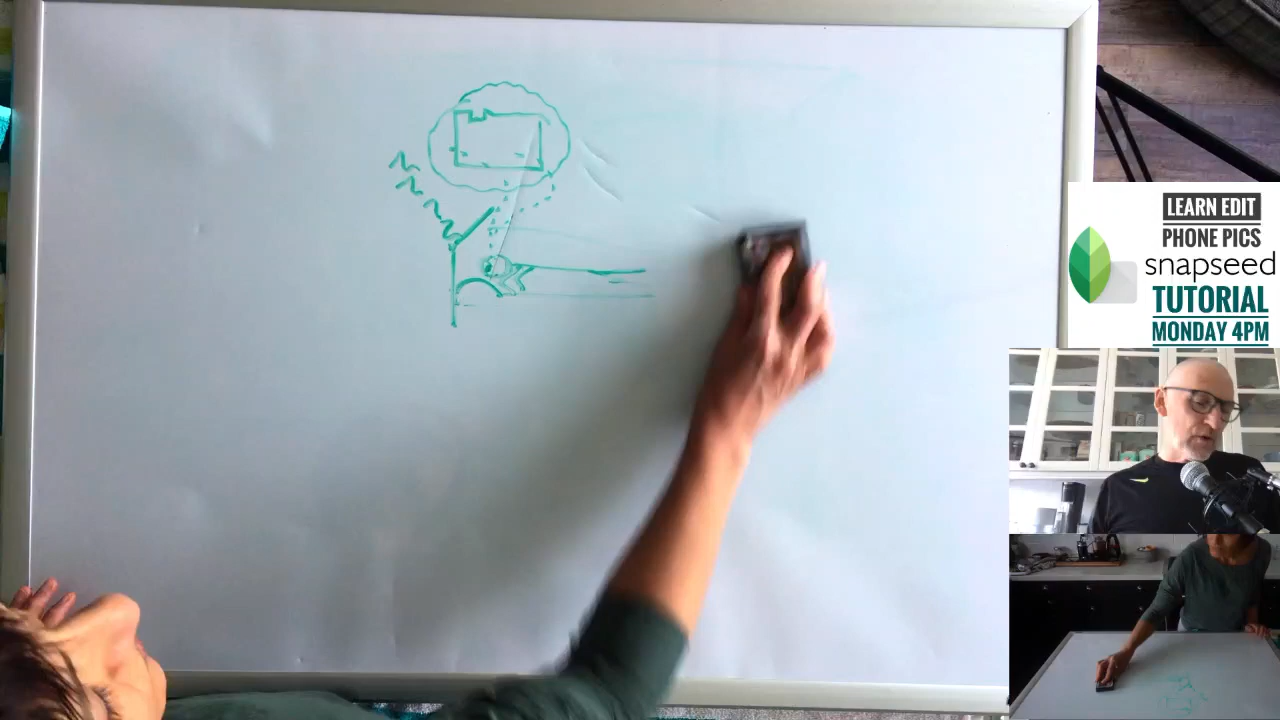 LEARN EDIT
PHONE PICS
snapseed
TUTORIAL
MONDAY 4PM